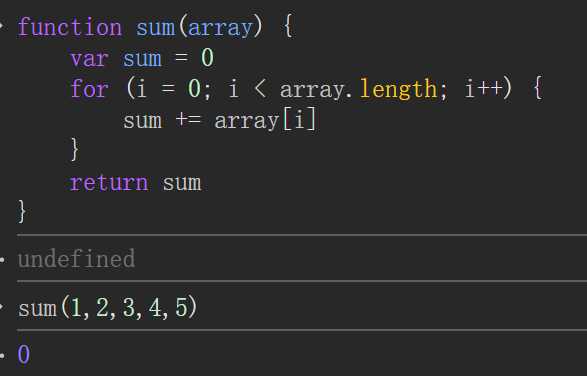 function sum(array) {
    var sum = 0
    for (i = 0; i < array.length; i++) {
        sum += array[i]
    }
    return sum
}
undefined
sum(1,2,3,4,5)
0